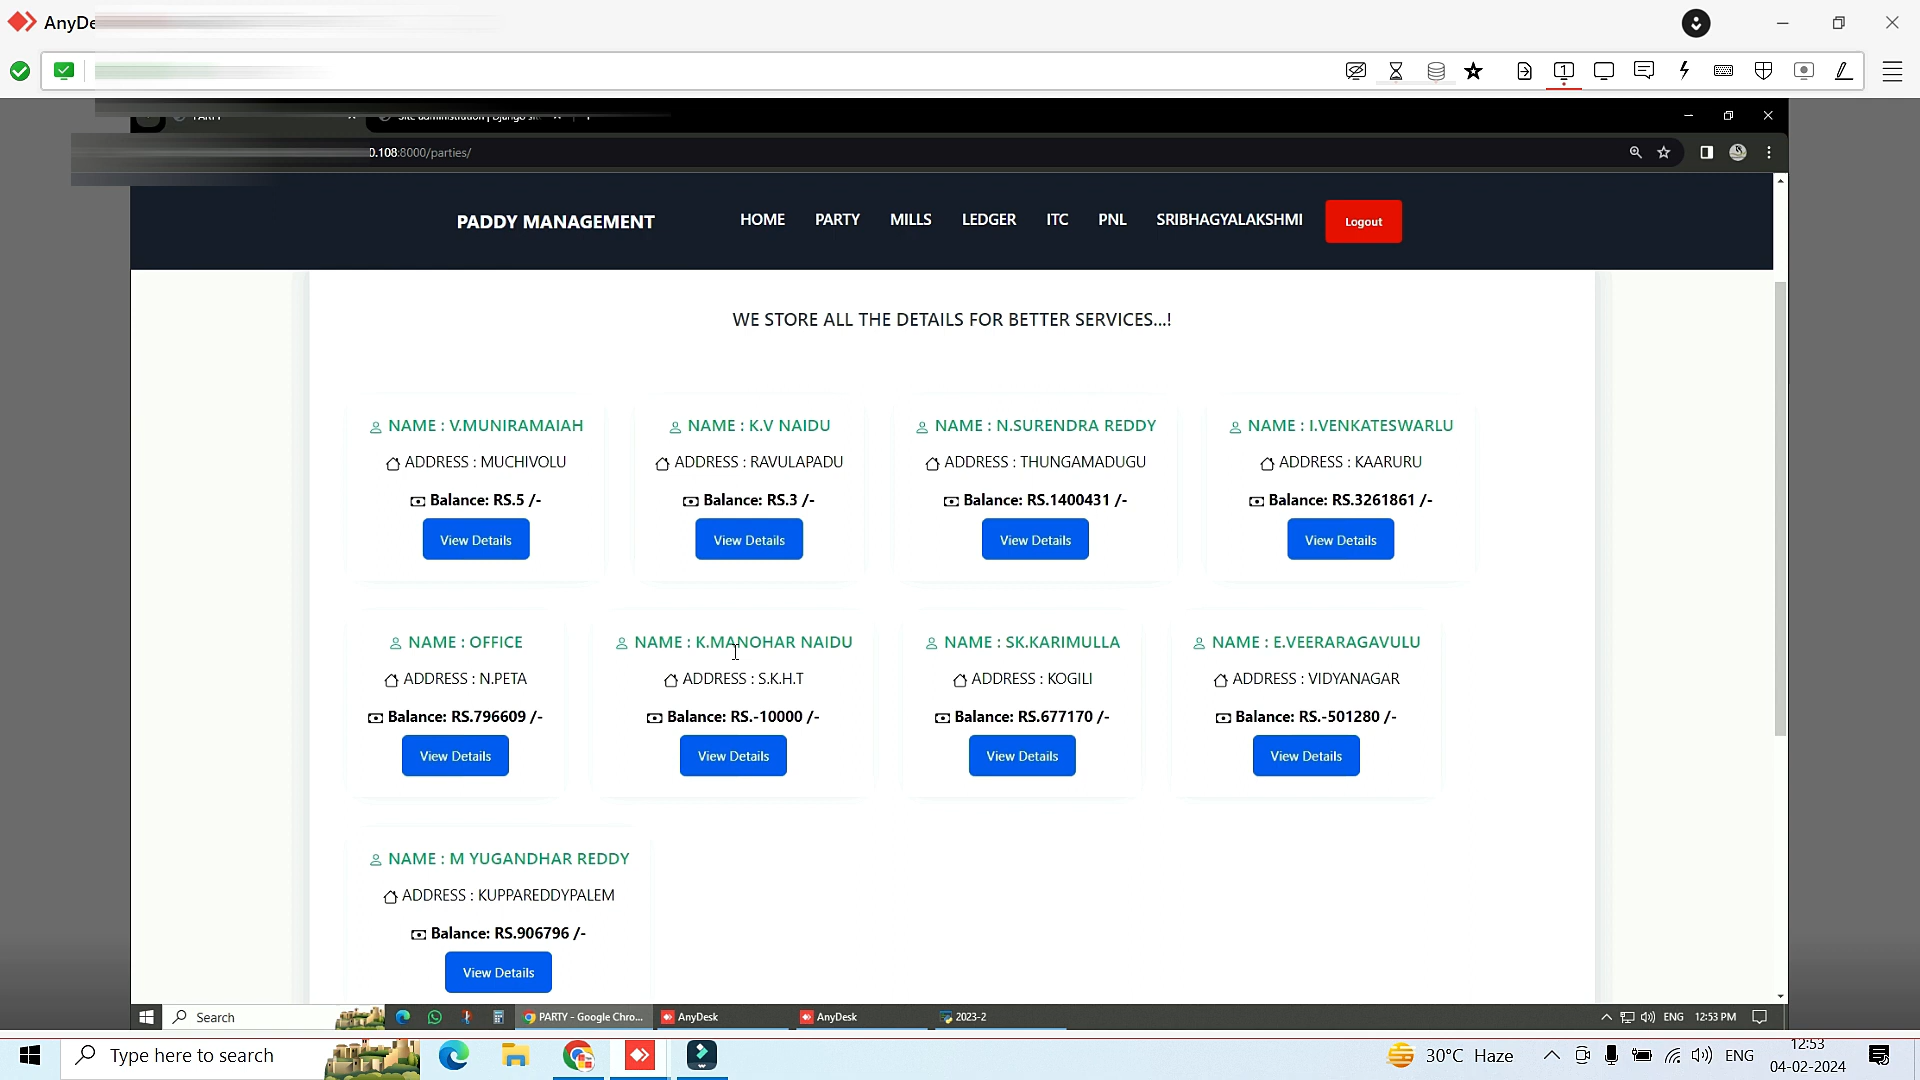 AnyDe
0.108:8000/parties/
PADDY MANAGEMENT
HOME
PARTY
MILLS
LEDGER
ITC
PNL
SRIBHAGYALAKSHMI
Logout
WE STORE ALL THE DETAILS FOR BETTER SERVICES...!
NAME : V.MUNIRAMAIAH
ADDRESS : MUCHIVOLU
Balance: RS.5 /-
View Details
NAME : K.V NAIDU
ADDRESS : RAVULAPADU
Balance: RS.3 /-
View Details
NAME : N.SURENDRA REDDY
ADDRESS : THUNGAMADUGU
Balance: RS.1400431 /-
View Details
NAME : I.VENKATESWARLU
ADDRESS : KAARURU
Balance: RS.3261861 /-
View Details
NAME : OFFICE
ADDRESS : N.PETA
Balance: RS.796609 /-
View Details
NAME : K.MANOHAR NAIDU
ADDRESS : S.K.H.T
Balance: RS.-10000 /-
View Details
NAME : SK.KARIMULLA
ADDRESS : KOGILI
Balance: RS.677170 /-
View Details
NAME : E.VEERARAGAVULU
ADDRESS : VIDYANAGAR
Balance: RS.-501280 /-
View Details
NAME : M YUGANDHAR REDDY
ADDRESS : KUPPAREDDYPALEM
Balance: RS.906796 /-
View Details
Search
PARTY - Google Chro...
AnyDesk
AnyDesk
2023-2
ENG
12:53 PM
Type here to search
30°C Haze
ENG
12:53
04-02-2024